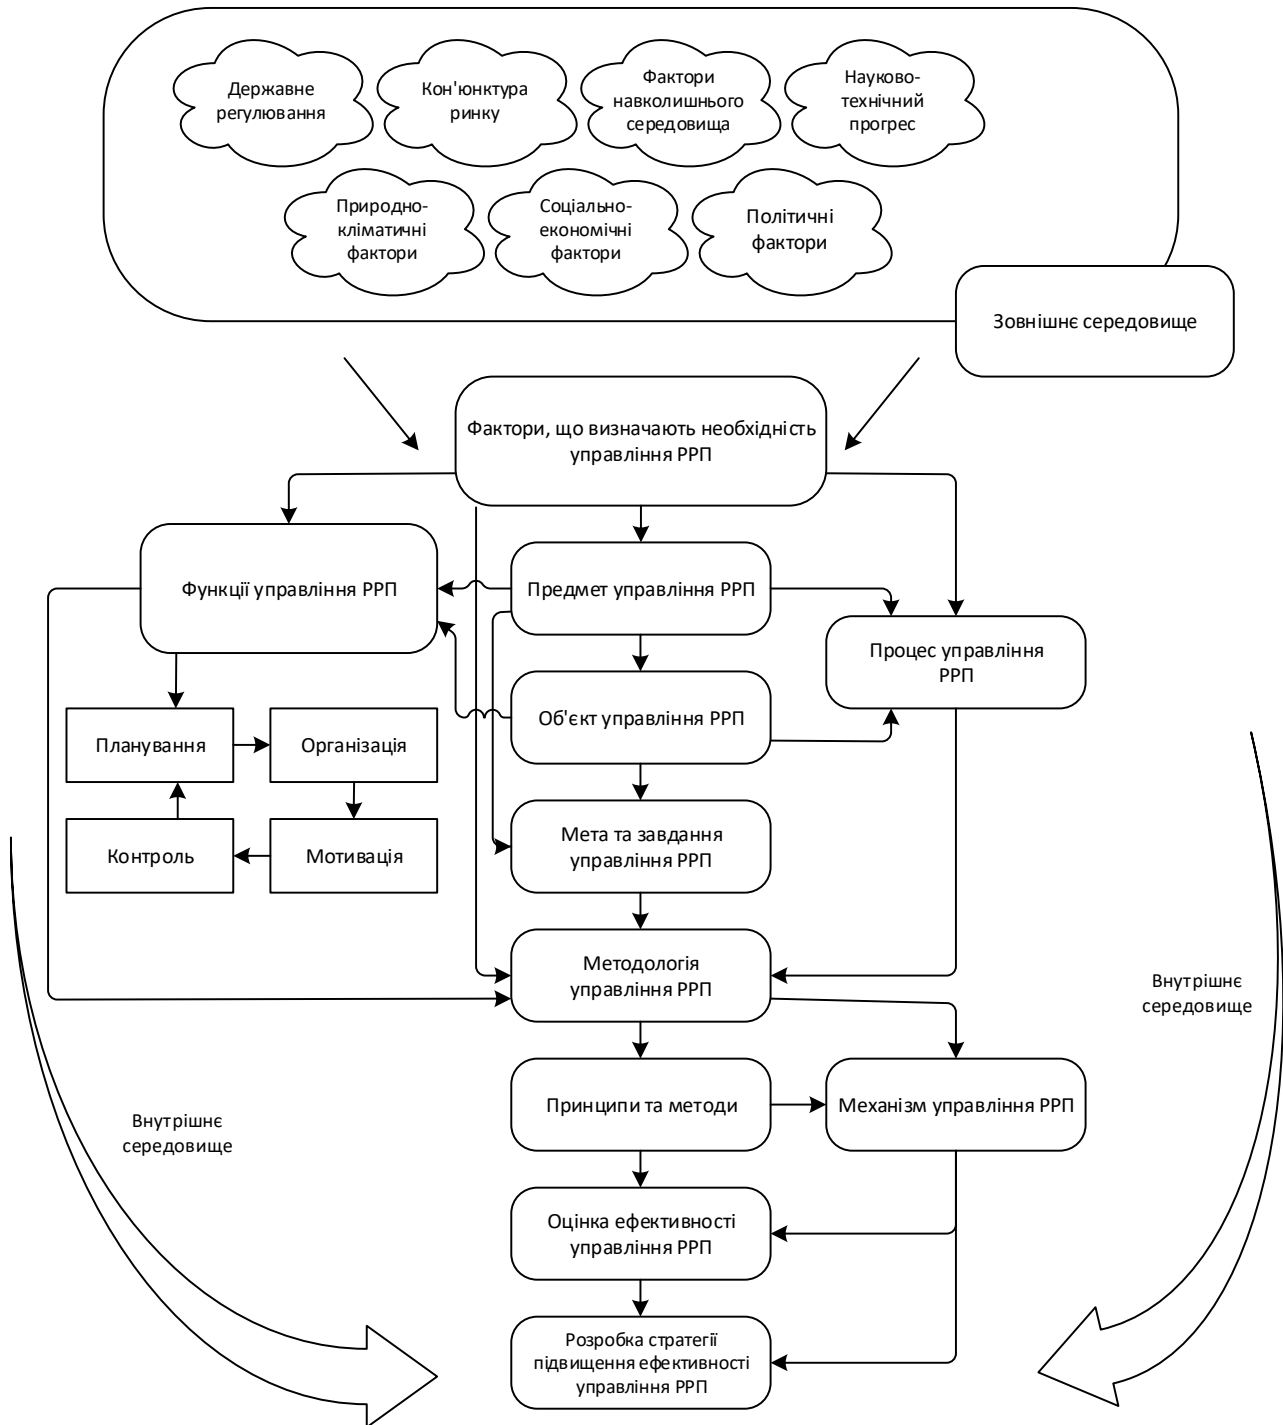 Державне
регулювання
Кон'юнктура
ринку
Фактори
навколишнього
середовища
Науково-
технічний
прогрес
Природно-
кліматичні
фактори
Соціально-
економічні
фактори
Політичні
фактори
Зовнішнє середовище
Фактори, що визначають необхідність
управління РРП
Функції управління РРП
Предмет управління РРП
Процес управління
РРП
Об'єкт управління РРП
Планування
Організація
Контроль
Мотивація
Мета та завдання
управління РРП
Методологія
управління РРП
Внутрішнє
середовище
Принципи та методи
Механізм управління РРП
Внутрішнє
середовище
Оцінка ефективності
управління РРП
Розробка стратегії
підвищення ефективності
управління РРП